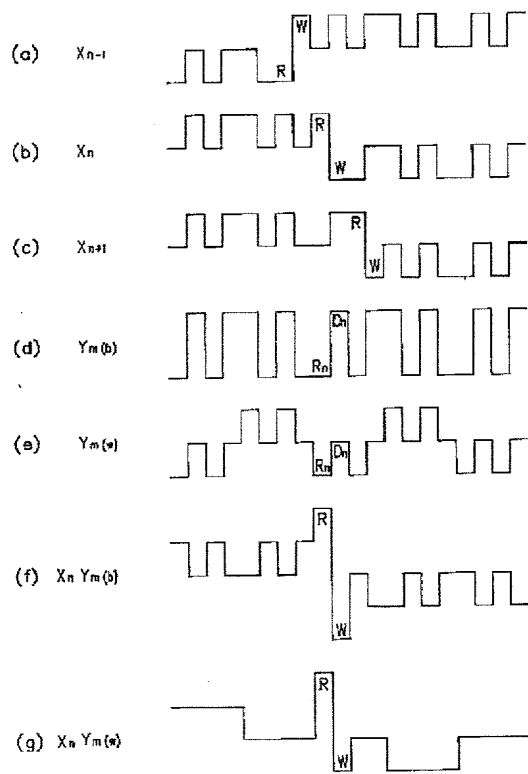 (a) Xn-1 R W
(b) Xn R W
(c) Xn+1 R W
(d) Ym(b) Rn Dn
(e) Ym(w) Rn Dn
(f) Xn Ym(b) R W
(g) Xn Ym(w) R W